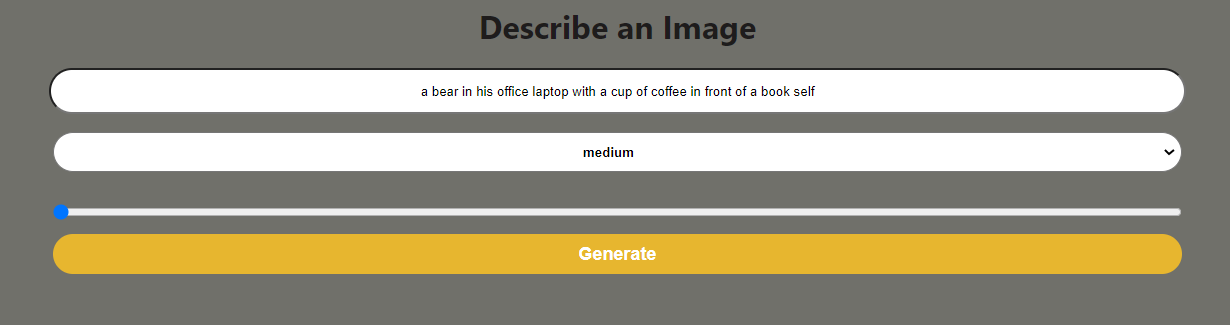 Describe an Image
a bear in his office laptop with a cup of coffee in front of a book self
medium
Generate